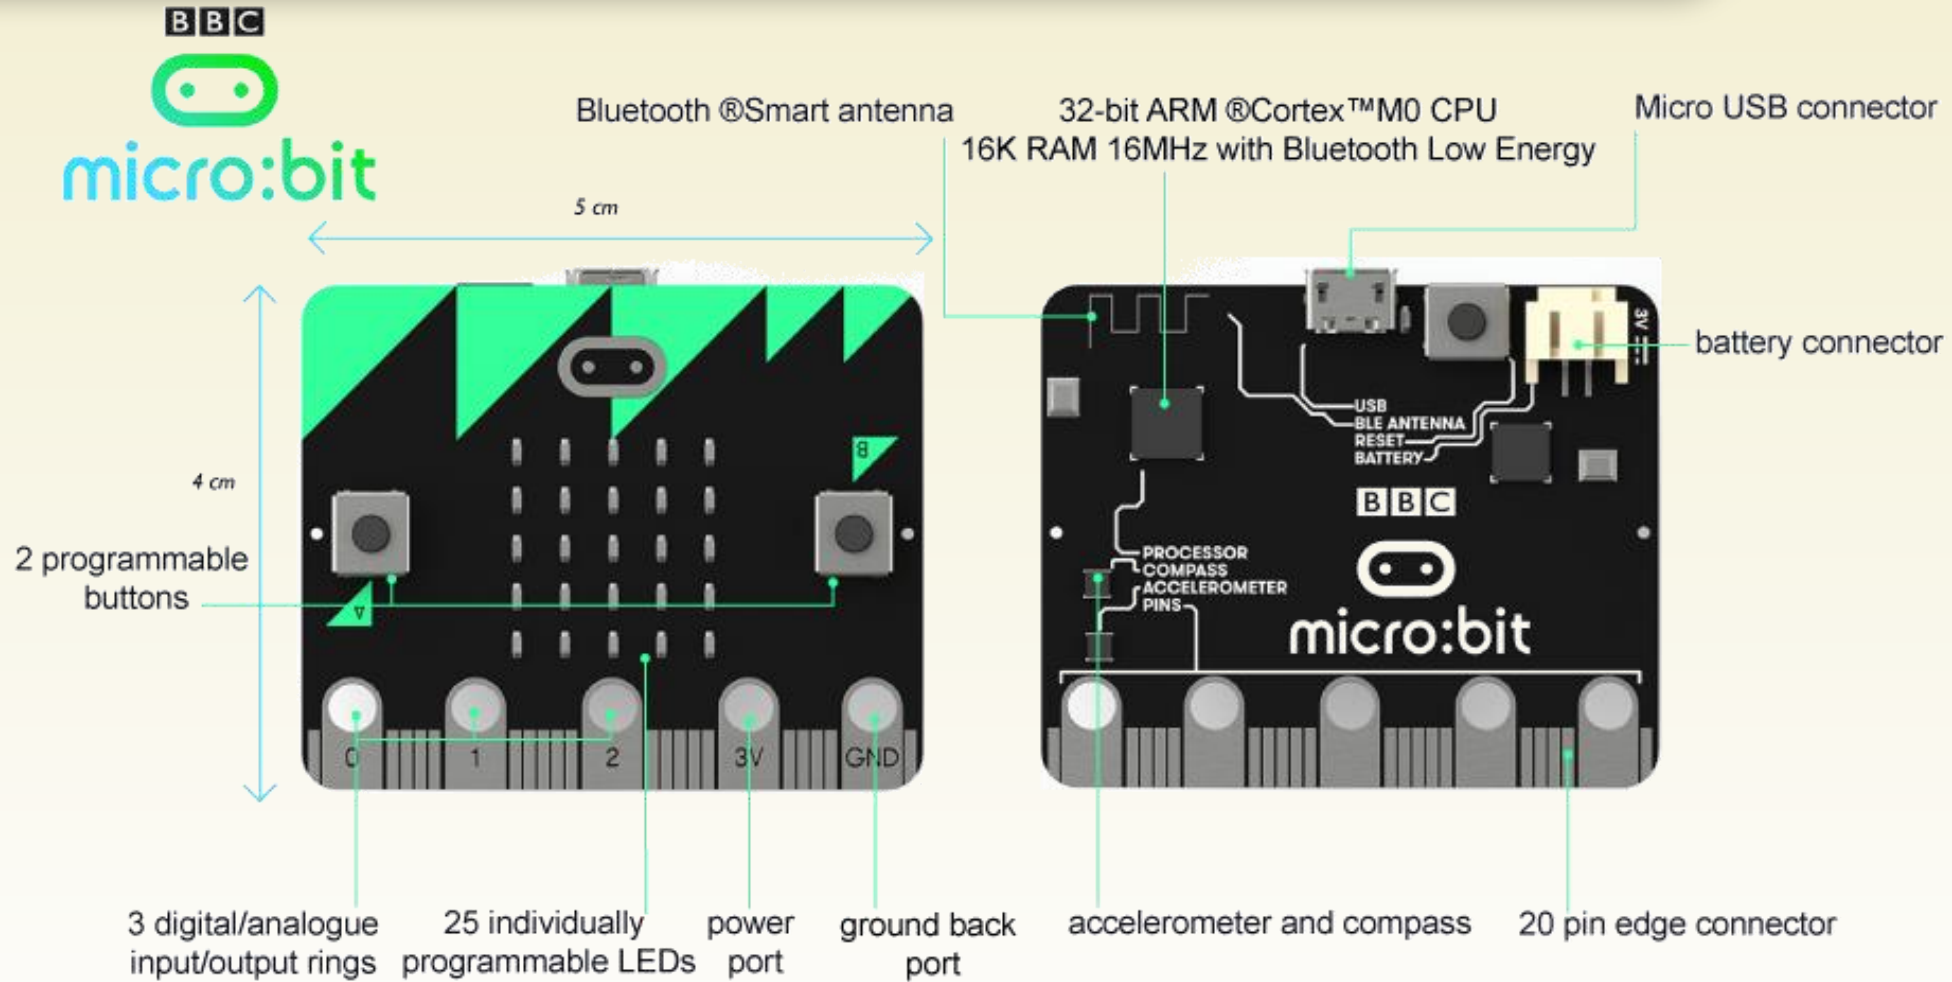 BBC
micro:bit
Bluetooth ®Smart antenna
32-bit ARM ®Cortex™M0 CPU
16K RAM 16MHz with Bluetooth Low Energy
Micro USB connector
5 cm
4 cm
battery connector
2 programmable
buttons
A
B
0
1
2
3V
GND
3V
USB
BLE ANTENNA
RESET
BATTERY
BBC
PROCESSOR
COMPASS
ACCELEROMETER
PINS
micro:bit
3 digital/analogue
input/output rings
25 individually
programmable LEDs
power
port
ground back
port
accelerometer and compass
20 pin edge connector